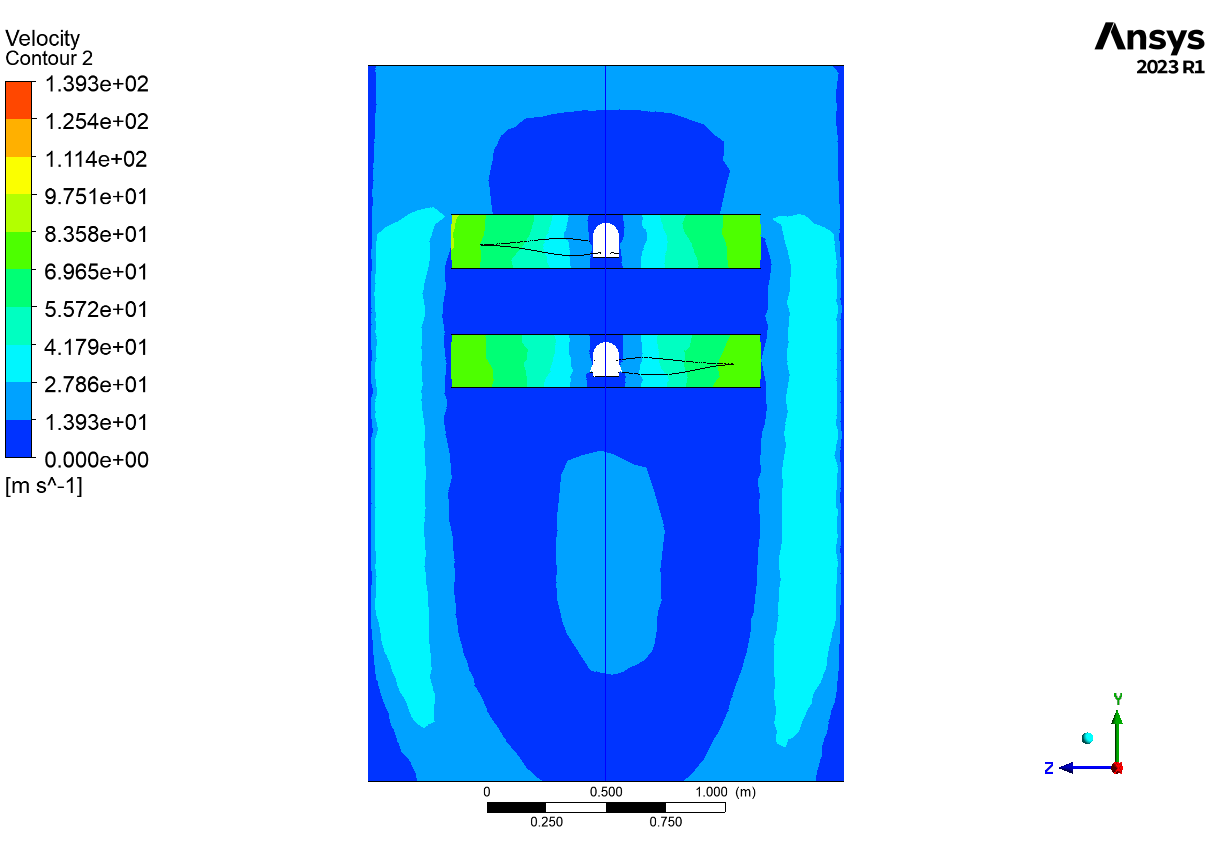 Velocity
Contour 2
1.393e+02
1.254e+02
1.114e+02
9.751e+01
8.358e+01
6.965e+01
5.572e+01
4.179e+01
2.786e+01
1.393e+01
0.000e+00
[m s^-1]
Ansys
2023 R1
Y
Z
0 0.500 1.000 (m)
0.250 0.750